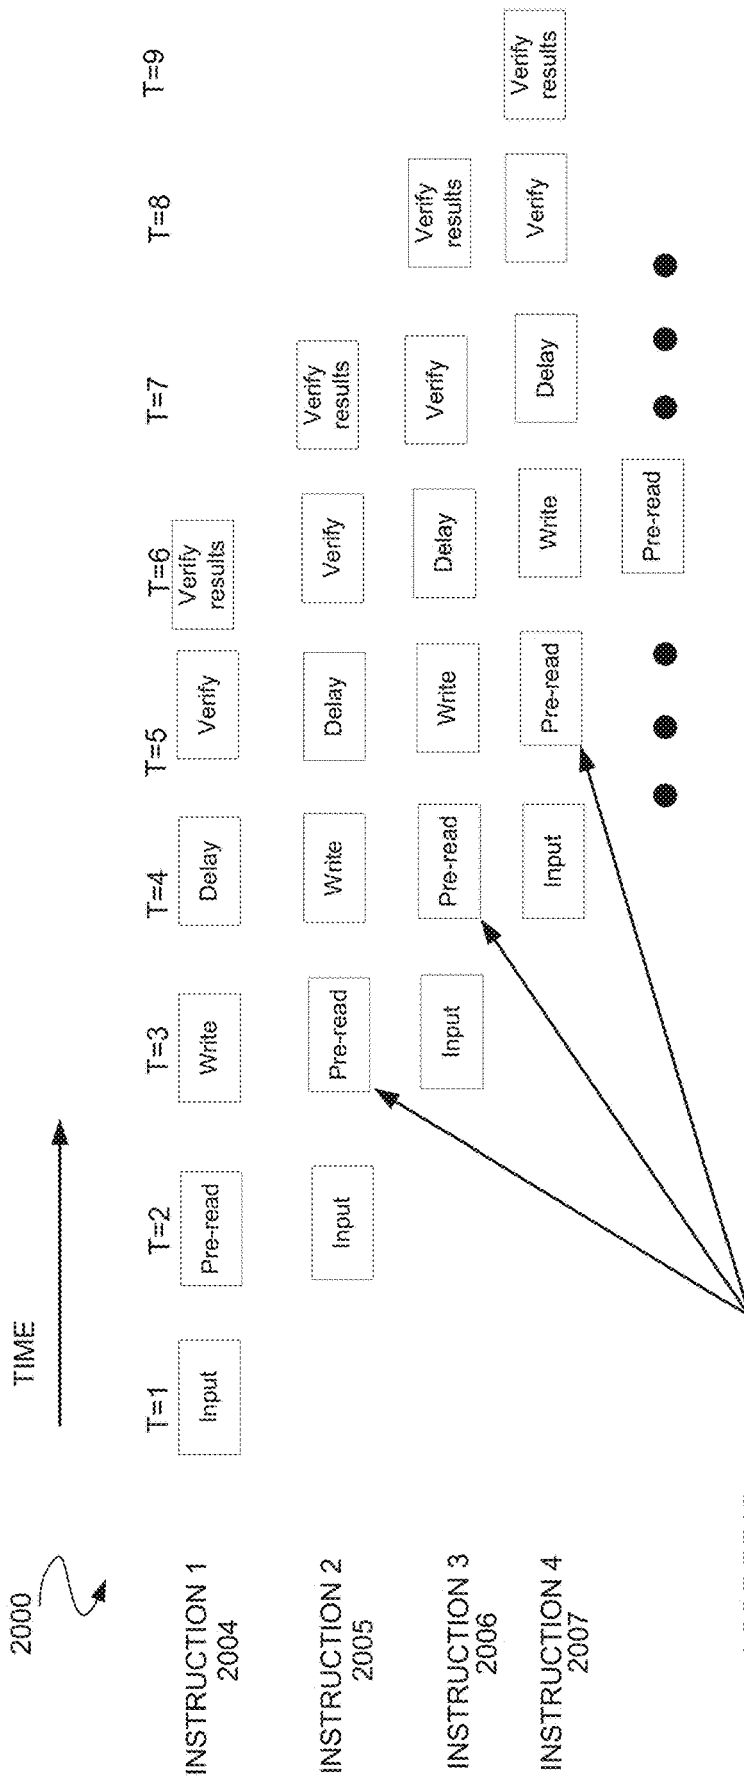 2000
TIME
T=1
T=2
T=3
T=4
T=5
T=6
T=7
T=8
T=9
INSTRUCTION 1
2004
Input
Pre-read
Write
Delay
Verify
Verify
results
INSTRUCTION 2
2005
Input
Pre-read
Write
Delay
Verify
Verify
results
INSTRUCTION 3
2006
Input
Pre-read
Write
Delay
Verify
Verify
results
INSTRUCTION 4
2007
Input
Pre-read
Write
Delay
Verify
Verify
results
Pre-read